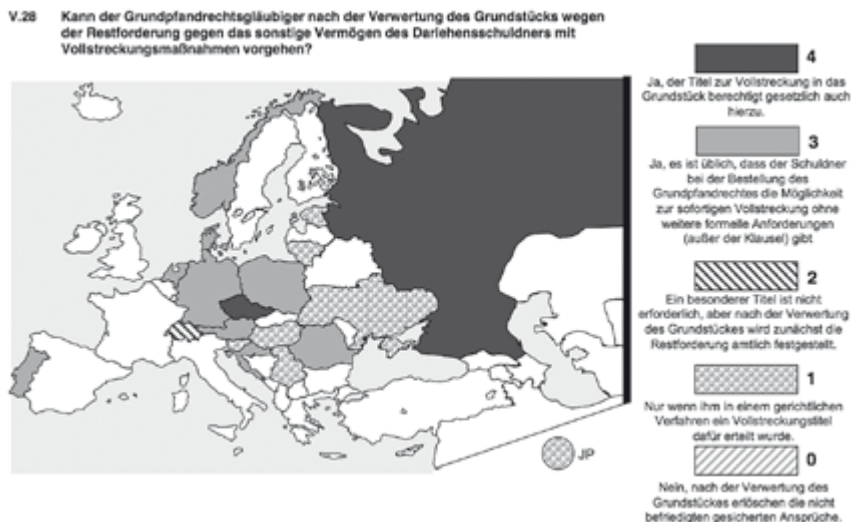 V.28 Kann der Grundpfandrechtsgläubiger nach der Verwertung des Grundstücks wegen
der Restforderung gegen das sonstige Vermögen des Darlehensschuldners mit
Vollstreckungsmaßnahmen vorgehen?
4
Ja, der Titel zur Vollstreckung in das
Grundstück berechtigt gesetzlich auch
hierzu.
3
Ja, es ist üblich, dass der Schuldner
bei der Bestellung des
Grundpfandrechtes die Möglichkeit
zur sofortigen Vollstreckung ohne
weitere formelle Anforderungen
(außer der Klausel) gibt
2
Ein besonderer Titel ist nicht
erforderlich, aber nach der Verwertung
des Grundstückes wird zunächst die
Restforderung amtlich festgestellt.
1
Nur wenn ihm in einem gerichtlichen
Verfahren ein Vollstreckungstitel
dafür erteilt wurde.
JP
0
Nein, nach der Verwertung des
Grundstückes erlöschen die nicht
befriedigten gesicherten Ansprüche.